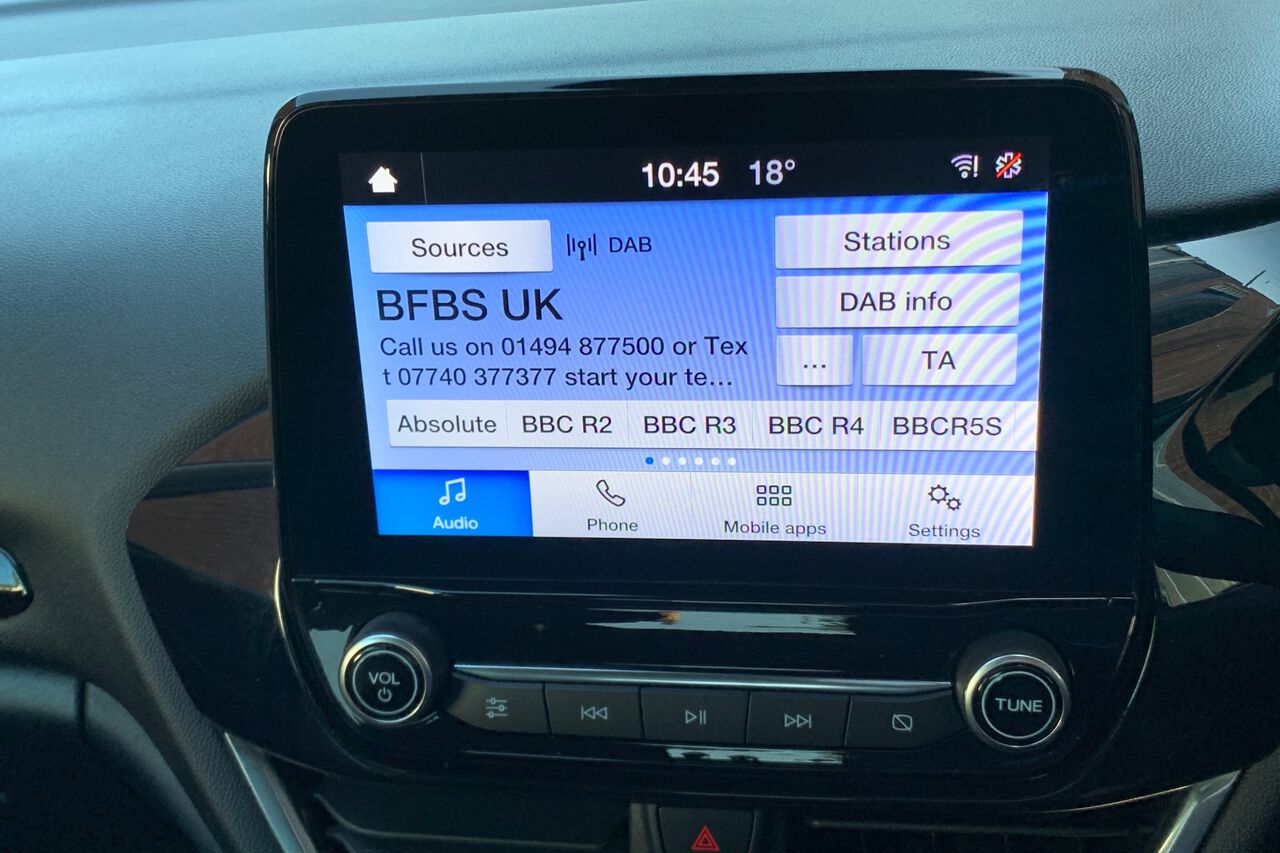 10:45 18°
Sources DAB Stations
BFBS UK DAB info
Call us on 01494 877500 or Tex
t 07740 377377 start your te...
... TA
Absolute BBC R2 BBC R3 BBC R4 BBCR5S
Audio Phone Mobile apps Settings
VOL
TUNE